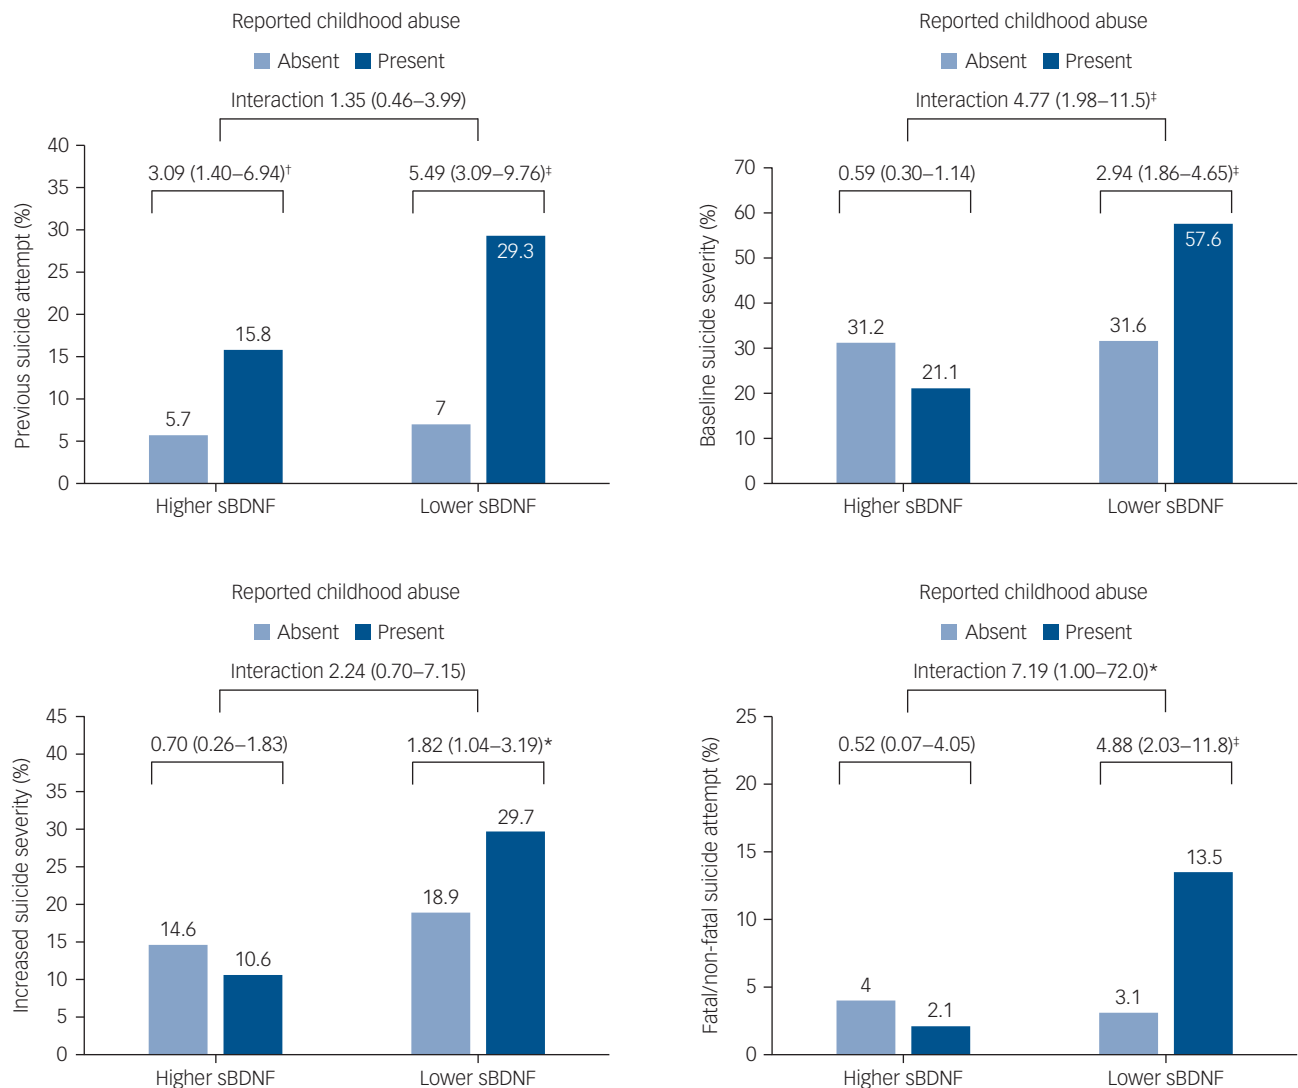 Reported childhood abuse
Absent Present
Interaction 1.35 (0.46–3.99)
3.09 (1.40–6.94)†
5.49 (3.09–9.76)‡
Previous suicide attempt (%)
40
35
30
25
20
15
10
5
0
5.7
15.8
7
29.3
Higher sBDNF
Lower sBDNF
Reported childhood abuse
Absent Present
Interaction 4.77 (1.98–11.5)‡
0.59 (0.30–1.14)
2.94 (1.86–4.65)‡
Baseline suicide severity (%)
70
60
50
40
30
20
10
0
31.2
21.1
31.6
57.6
Higher sBDNF
Lower sBDNF
Reported childhood abuse
Absent Present
Interaction 2.24 (0.70–7.15)
0.70 (0.26–1.83)
1.82 (1.04–3.19)*
Increased suicide severity (%)
45
40
35
30
25
20
15
10
5
0
14.6
10.6
18.9
29.7
Higher sBDNF
Lower sBDNF
Reported childhood abuse
Absent Present
Interaction 7.19 (1.00–72.0)*
0.52 (0.07–4.05)
4.88 (2.03–11.8)‡
Fatal/non-fatal suicide attempt (%)
25
20
15
10
5
0
4
2.1
3.1
13.5
Higher sBDNF
Lower sBDNF